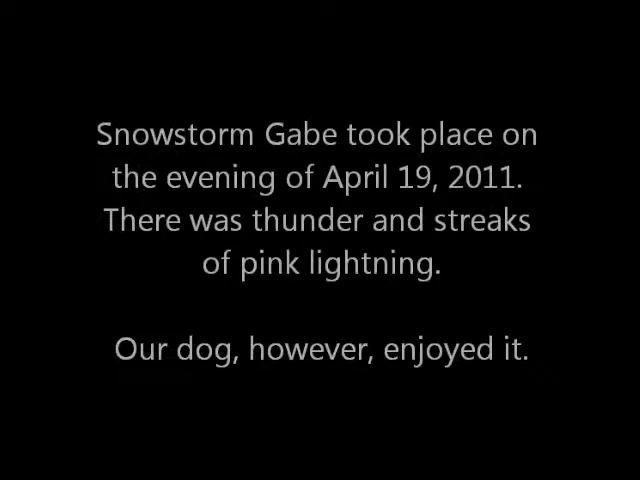 Snowstorm Gabe took place on
the evening of April 19, 2011.
There was thunder and streaks
of pink lightning.
Our dog, however, enjoyed it.